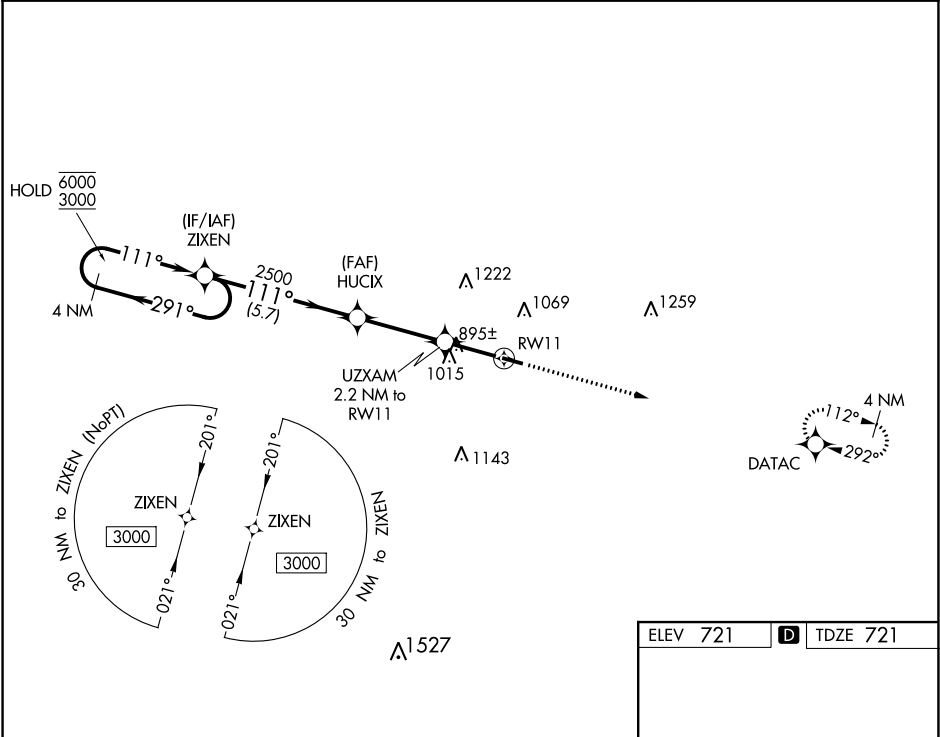 HOLD 6000
3000
(IF/IAF)
ZIXEN
111°
291°
4 NM
2500
111°
(5.7)
(FAF)
HUCIX
1222
1069
1259
895±
RW11
1015
UZXAM
2.2 NM to
RW11
1143
4 NM
112°
292°
DATAC
30 NM to ZIXEN (NoPT)
201°
ZIXEN
3000
021°
201°
ZIXEN
3000
021°
30 NM to ZIXEN
1527
ELEV 721 D TDZE 721